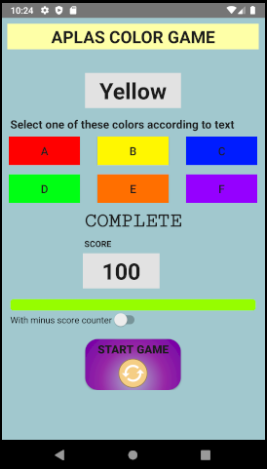 10:24
APLAS COLOR GAME
Yellow
Select one of these colors according to text
A B C
D E F
COMPLETE
SCORE
100
With minus score counter
START GAME